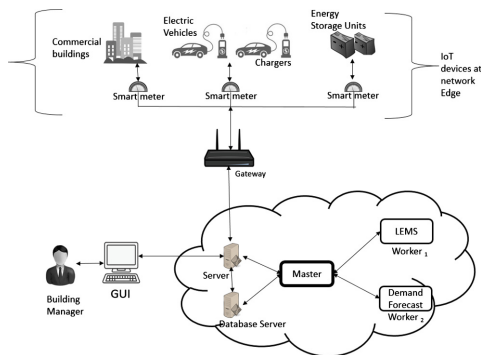 Commercial
buildings
Electric
Vehicles
Chargers
Energy
Storage Units
IoT
devices at
network
Edge
Smart meter
Smart meter
Smart meter
Gateway
Building
Manager
GUI
Server
Database Server
Master
LEMS
Worker 1
Demand
Forecast
Worker 2